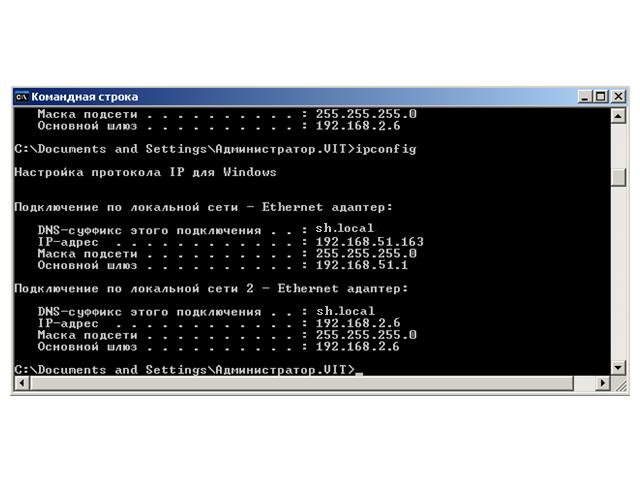 Командная строка
Маска подсети . . . . . . . . . . : 255.255.255.0
Основной шлюз . . . . . . . . . . : 192.168.2.6
C:\Documents and Settings\Администратор.VIT>ipconfig
Настройка протокола IP для Windows
Подключение по локальной сети - Ethernet адаптер:
DNS-суффикс этого подключения . . : sh.local
IP-адрес . . . . . . . . . . . . : 192.168.51.163
Маска подсети . . . . . . . . . . : 255.255.255.0
Основной шлюз . . . . . . . . . . : 192.168.51.1
Подключение по локальной сети 2 - Ethernet адаптер:
DNS-суффикс этого подключения . . : sh.local
IP-адрес . . . . . . . . . . . . : 192.168.2.6
Маска подсети . . . . . . . . . . : 255.255.255.0
Основной шлюз . . . . . . . . . . : 192.168.2.6
C:\Documents and Settings\Администратор.VIT>_